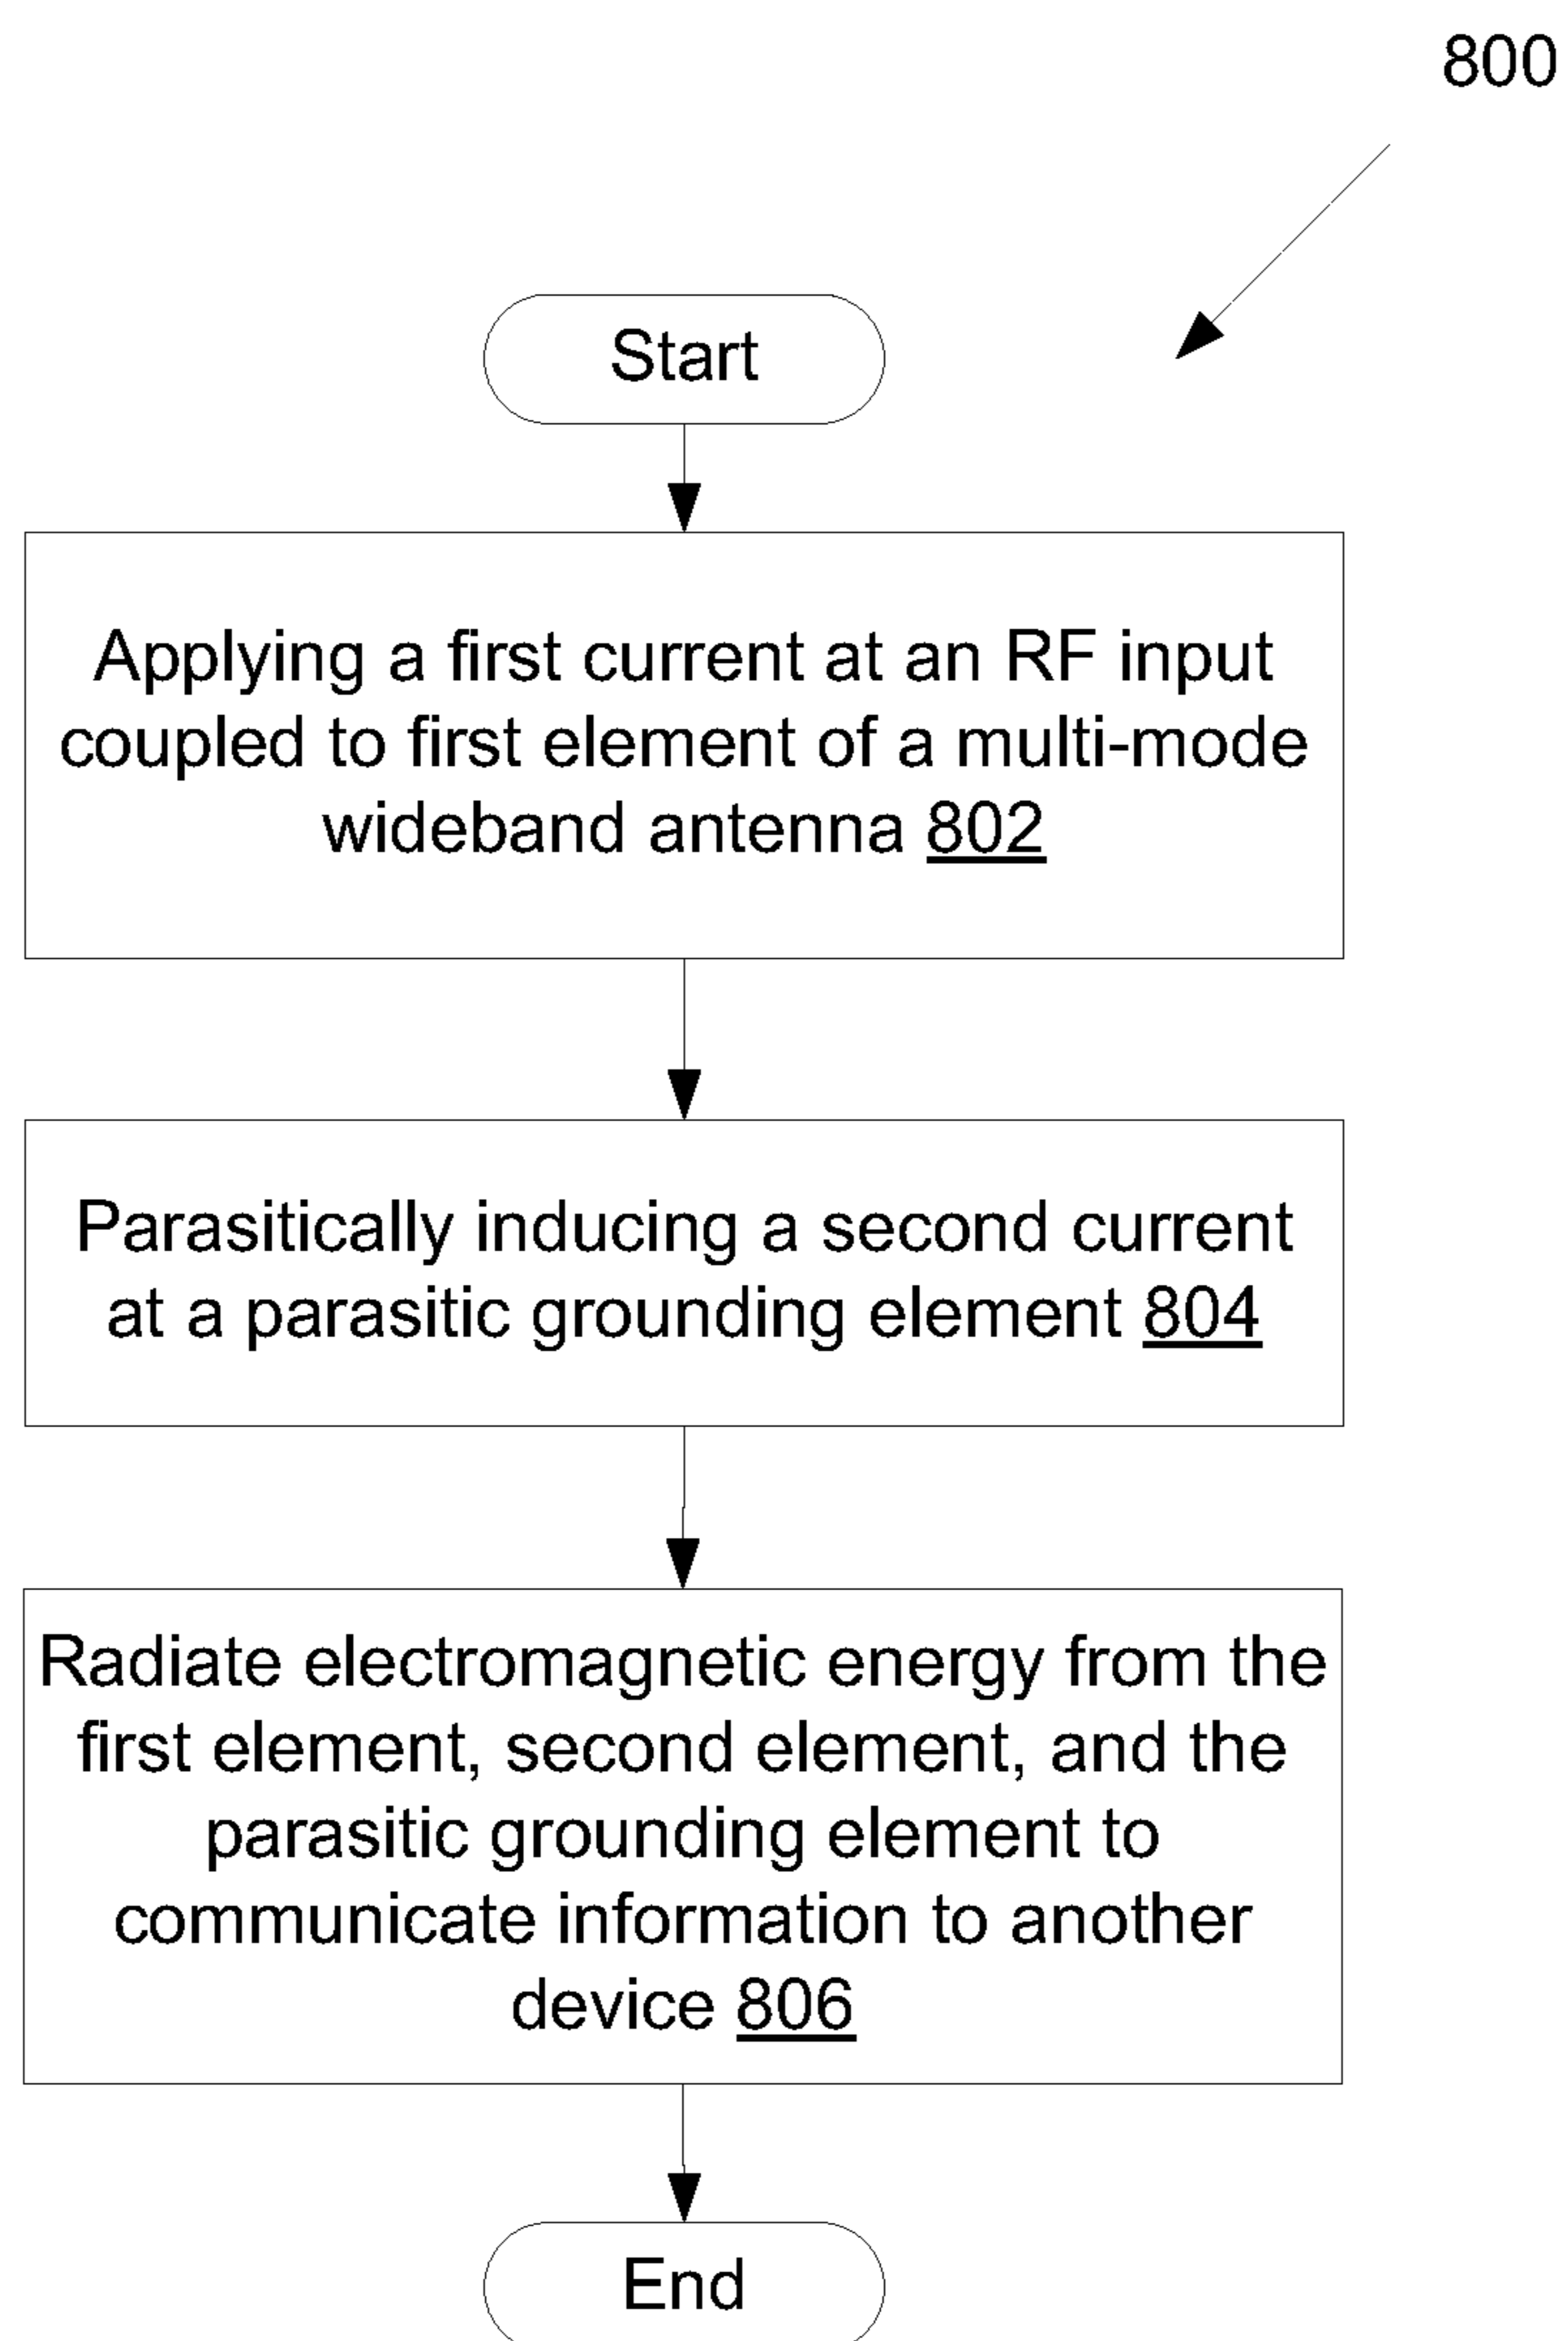 800
Start
Applying a first current at an RF input
coupled to first element of a multi-mode
wideband antenna 802
Parasitically inducing a second current
at a parasitic grounding element 804
Radiate electromagnetic energy from the
first element, second element, and the
parasitic grounding element to
communicate information to another
device 806
End